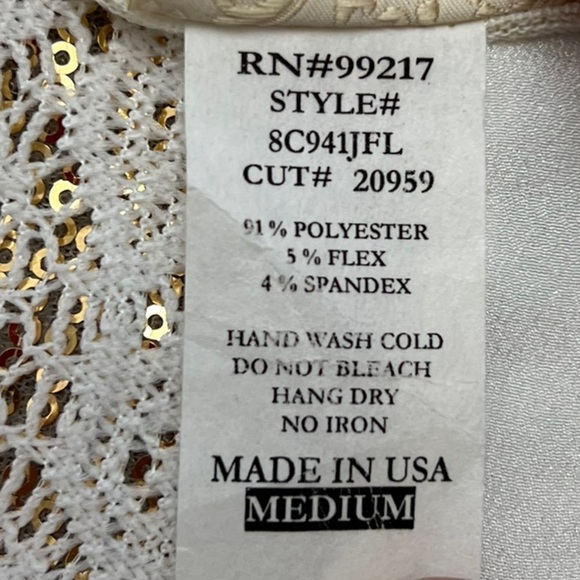 RN#99217
STYLE#
8C941JFL
CUT# 20959
91% POLYESTER
5% FLEX
4% SPANDEX
HAND WASH COLD
DO NOT BLEACH
HANG DRY
NO IRON
MADE IN USA
MEDIUM